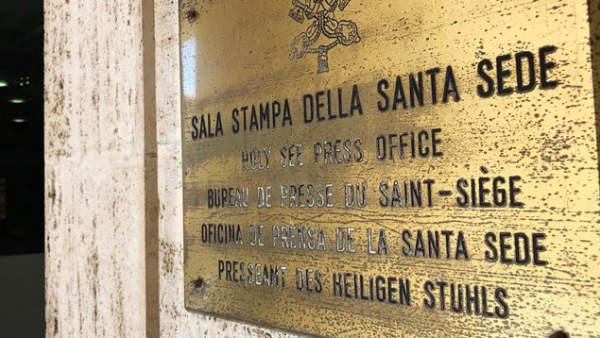 SALA STAMPA DELLA SANTA SEDE
HOLY SEE PRESS OFFICE
BUREAU DE PRESSE DU SAINT-SIÈGE
OFICINA DE PRENSA DE LA SANTA SEDE
PRESSEAMT DES HEILIGEN STUHLS